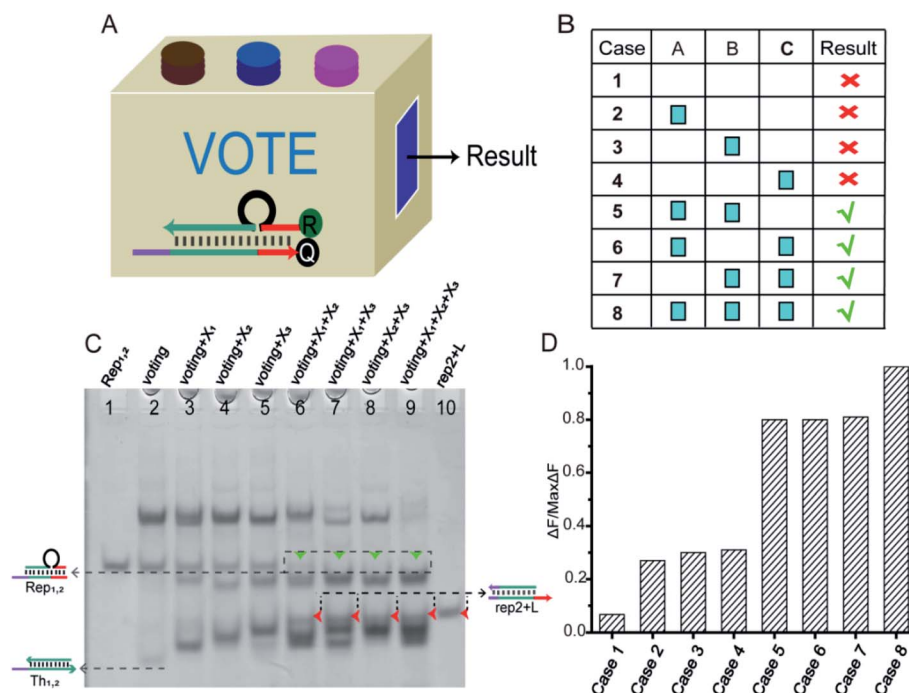 A
VOTE
Result
R
Q
B
Case A B C Result
1
2
3
4
5
6
7
8
C
Rep₁,₂
voting
voting+X₁
voting+X₂
voting+X₃
voting+X₁+X₂
voting+X₁+X₃
voting+X₂+X₃
voting+X₁+X₂+X₃
rep2+L
1 2 3 4 5 6 7 8 9 10
Rep₁,₂
rep2+L
Th₁,₂
D
ΔF/MaxΔF
1.0
0.8
0.6
0.4
0.2
0.0
Case 1
Case 2
Case 3
Case 4
Case 5
Case 6
Case 7
Case 8